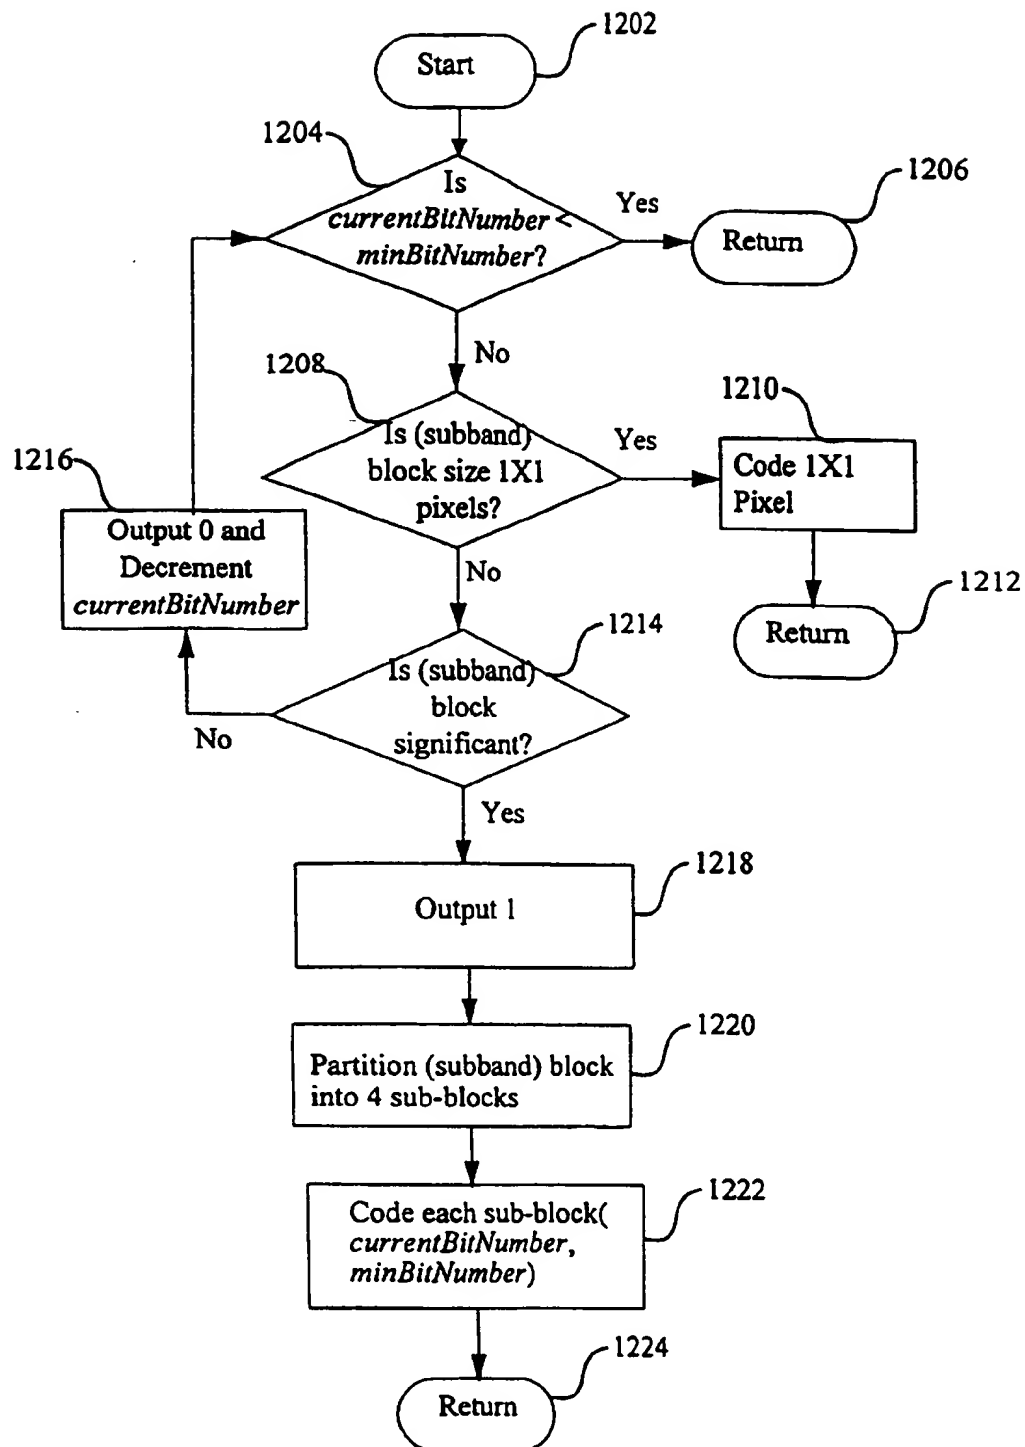 1202
Start
1204
Is
currentBitNumber <
minBitNumber?
Yes
1206
Return
No
1208
Is (subband)
block size 1X1
pixels?
Yes
1210
Code 1X1
Pixel
1216
Output 0 and
Decrement
currentBitNumber
No
1212
Return
1214
Is (subband)
block
significant?
No
Yes
1218
Output 1
1220
Partition (subband) block
into 4 sub-blocks
1222
Code each sub-block(
currentBitNumber,
minBitNumber)
1224
Return